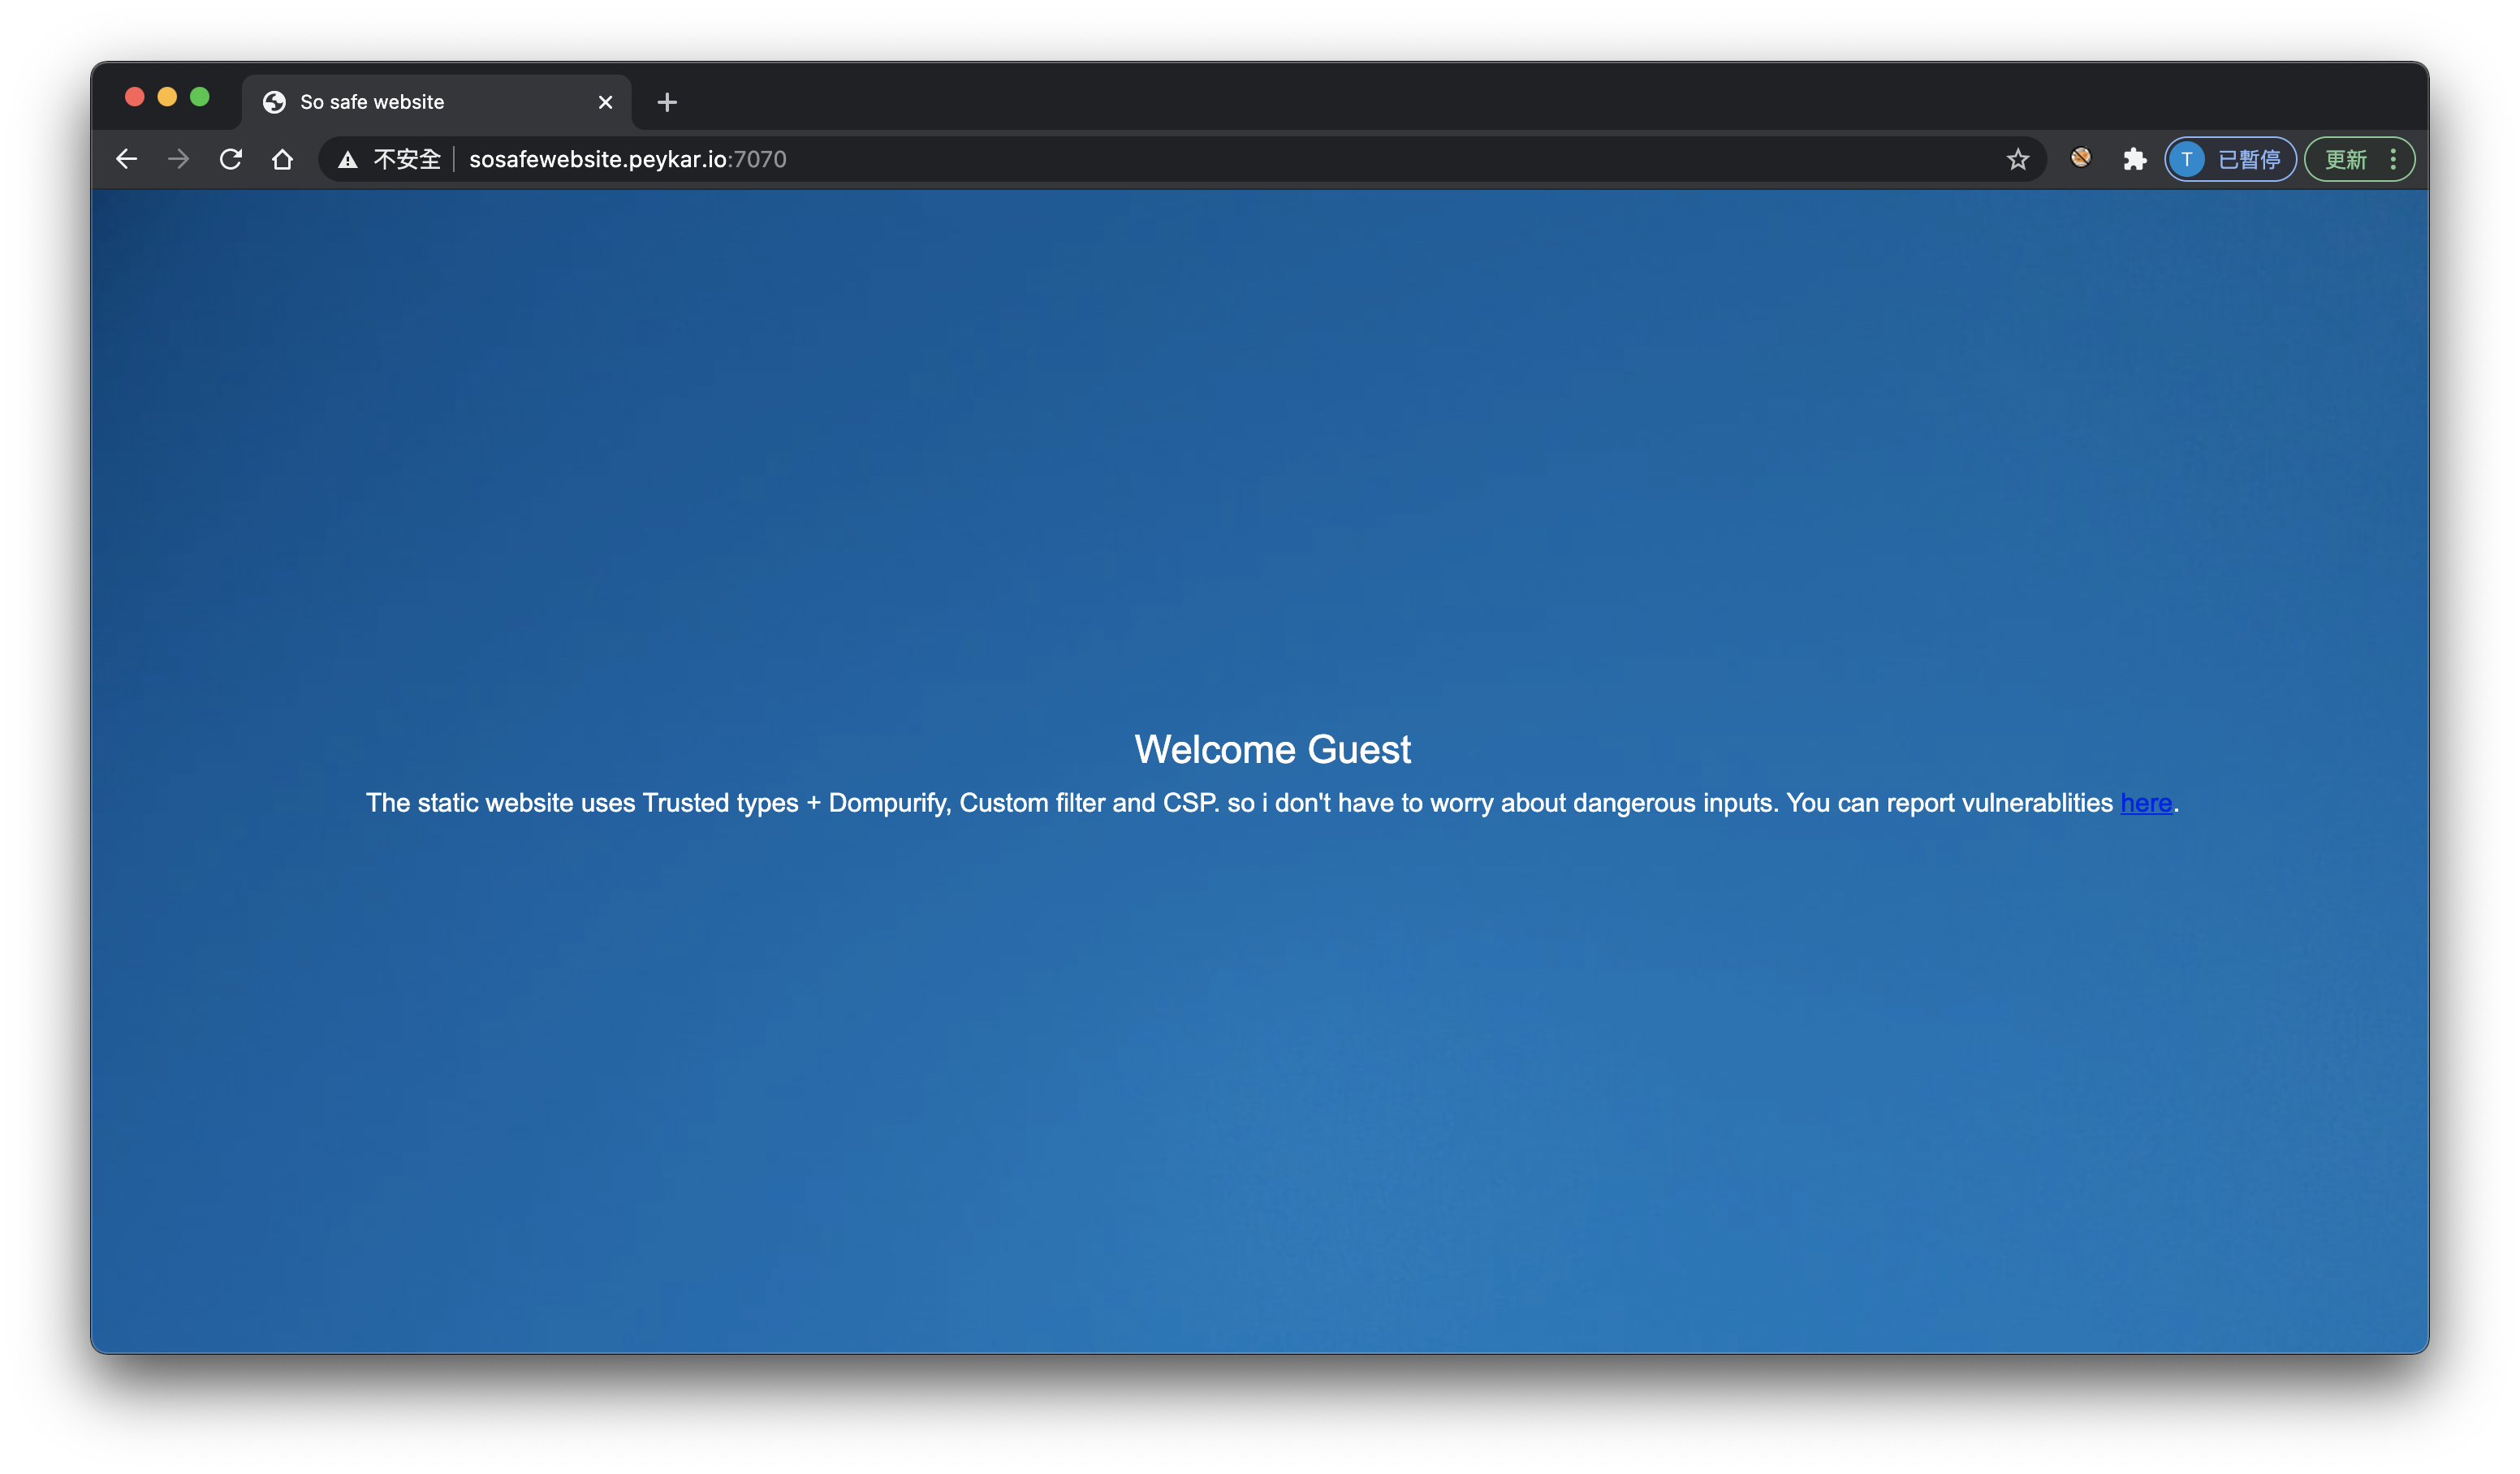 So safe website
不安全 sosafewebsite.peykar.io:7070
T 已暫停 更新
Welcome Guest
The static website uses Trusted types + Dompurify, Custom filter and CSP. so i don't have to worry about dangerous inputs. You can report vulnerablities here.